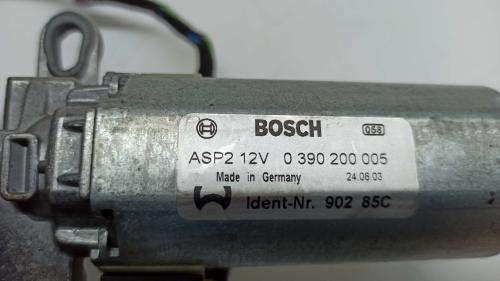 BOSCH 058
ASP2 12V 0 390 200 005
Made in Germany 24.06.03
Ident-Nr. 902 85C